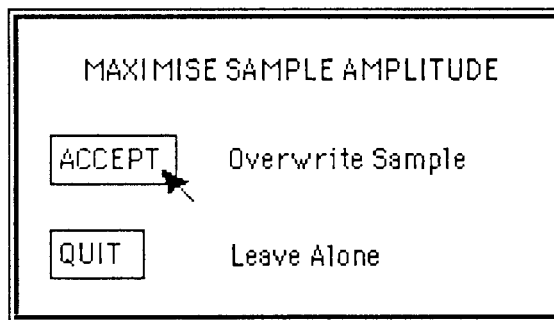 MAXIMISE SAMPLE AMPLITUDE
ACCEPT Overwrite Sample
QUIT Leave Alone